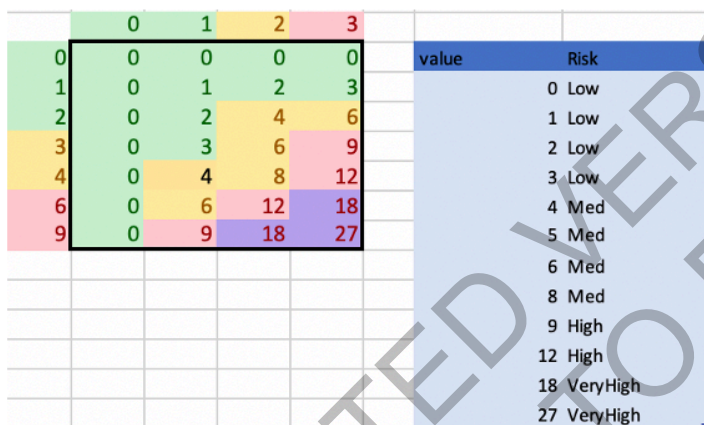 0 1 2 3
0 0 0 0 0
1 0 1 2 3
2 0 2 4 6
3 0 3 6 9
4 0 4 8 12
6 0 6 12 18
9 0 9 18 27
value Risk
0 Low
1 Low
2 Low
3 Low
4 Med
5 Med
6 Med
8 Med
9 High
12 High
18 VeryHigh
27 VeryHigh
TED VER
TO